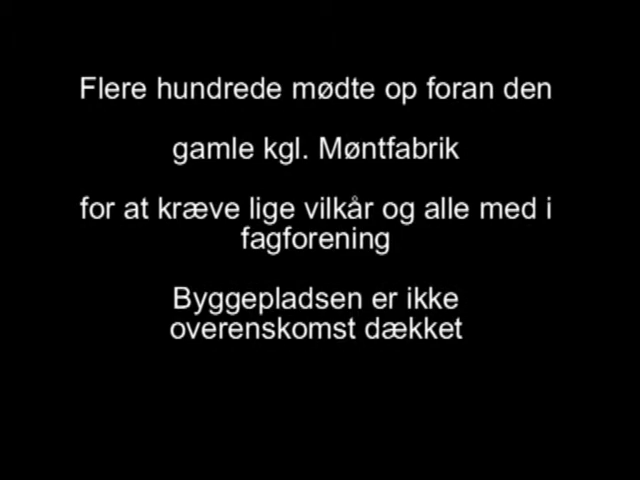 Flere hundrede mødte op foran den
gamle kgl. Møntfabrik
for at kræve lige vilkår og alle med i
fagforening
Byggepladsen er ikke
overenskomst dækket